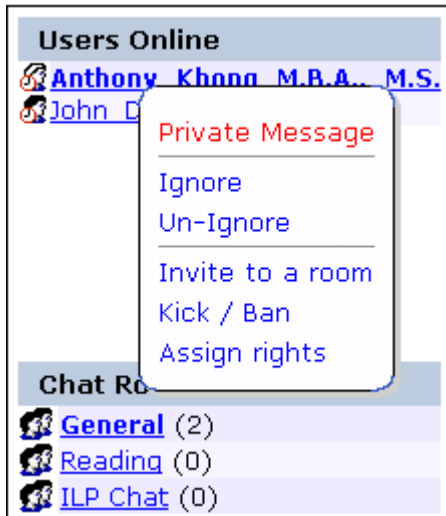 Users Online
Anthony Khong M.B.A., M.S.
John D
Private Message
Ignore
Un-Ignore
Invite to a room
Kick / Ban
Assign rights
Chat Ro
General (2)
Reading (0)
ILP Chat (0)